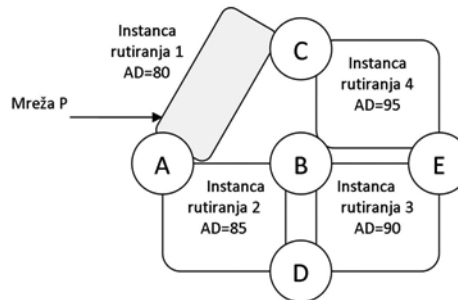 Instanca
rutiranja 1
AD=80
C
Instanca
rutiranja 4
AD=95
Mreža P
A
B
E
Instanca
rutiranja 2
AD=85
Instanca
rutiranja 3
AD=90
D